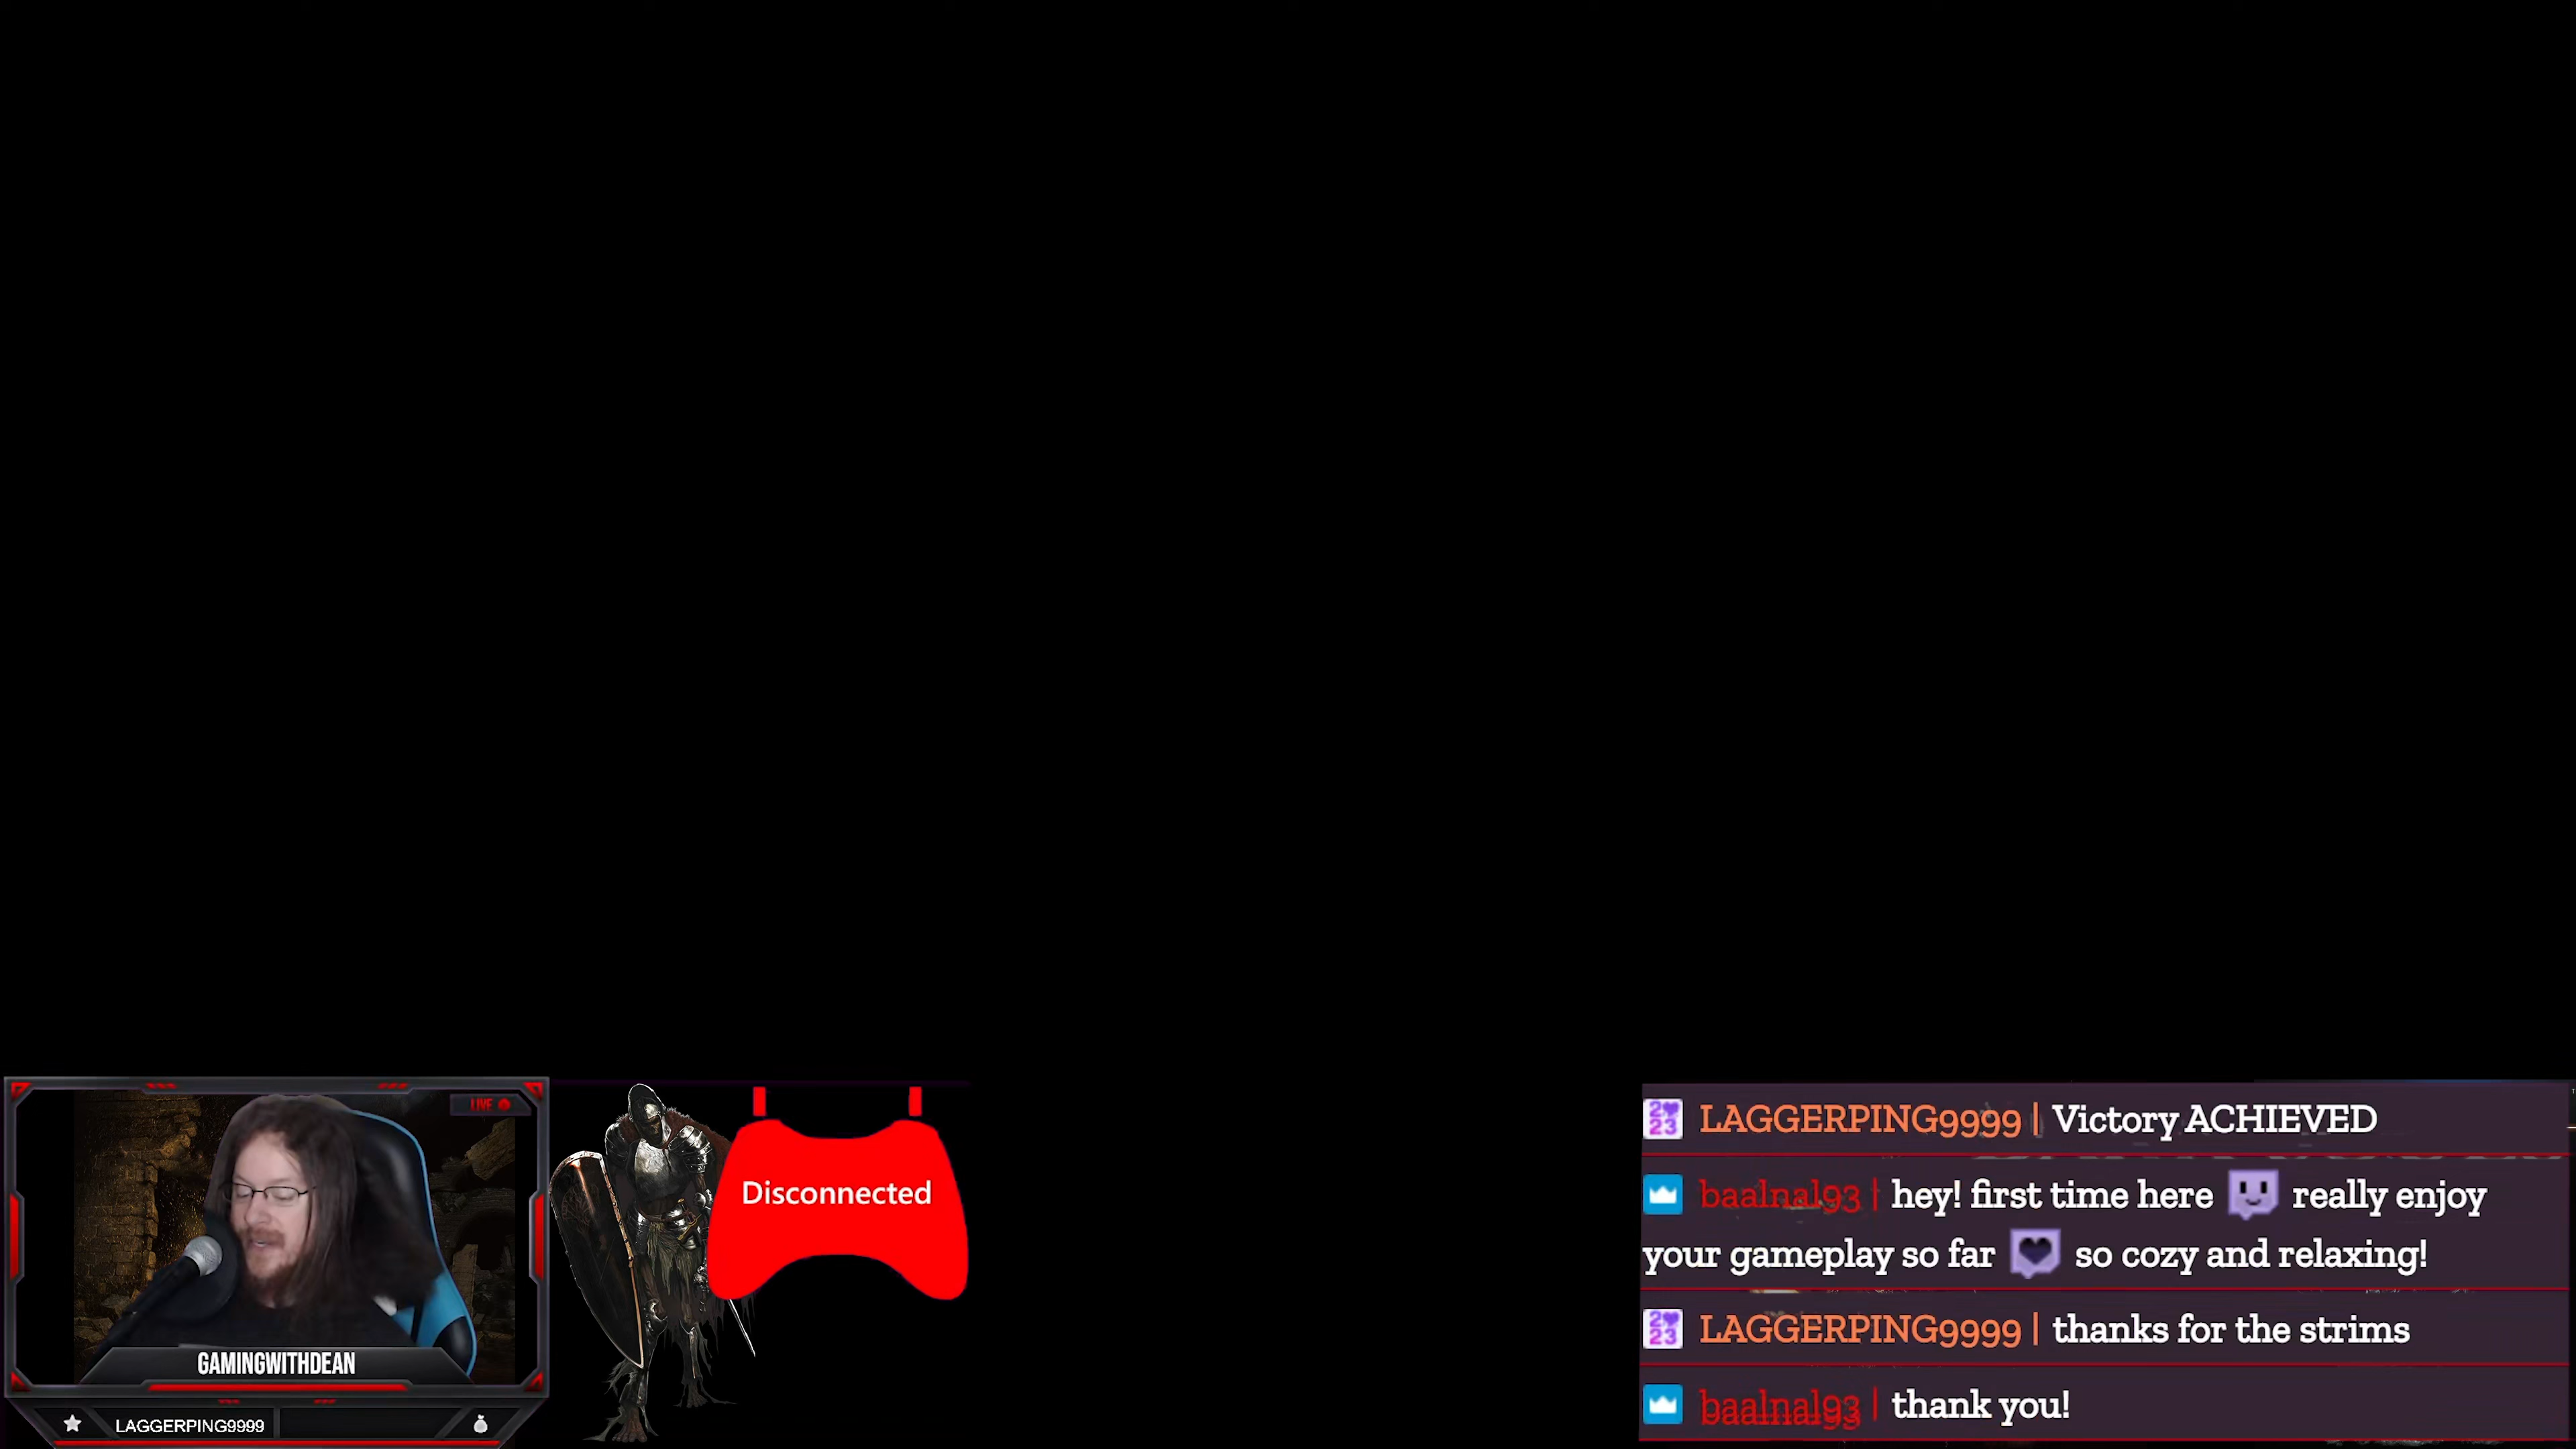 LIVE
GAMINGWITHDEAN
LAGGERPING9999
Disconnected
LAGGERPING9999 | Victory ACHIEVED
baalnal93 | hey! first time here really enjoy
your gameplay so far so cozy and relaxing!
LAGGERPING9999 | thanks for the strims
baalnal93 | thank you!